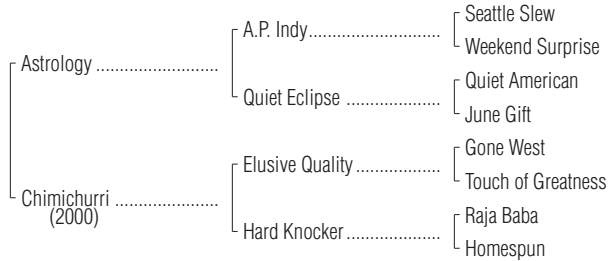 Seattle Slew
A.P. Indy....................................
Weekend Surprise
Astrology ...................................
Quiet American
Quiet Eclipse ..........................
June Gift
Gone West
Elusive Quality ........................
Touch of Greatness
Chimichurri .............................
(2000)
Raja Baba
Hard Knocker..........................
Homespun